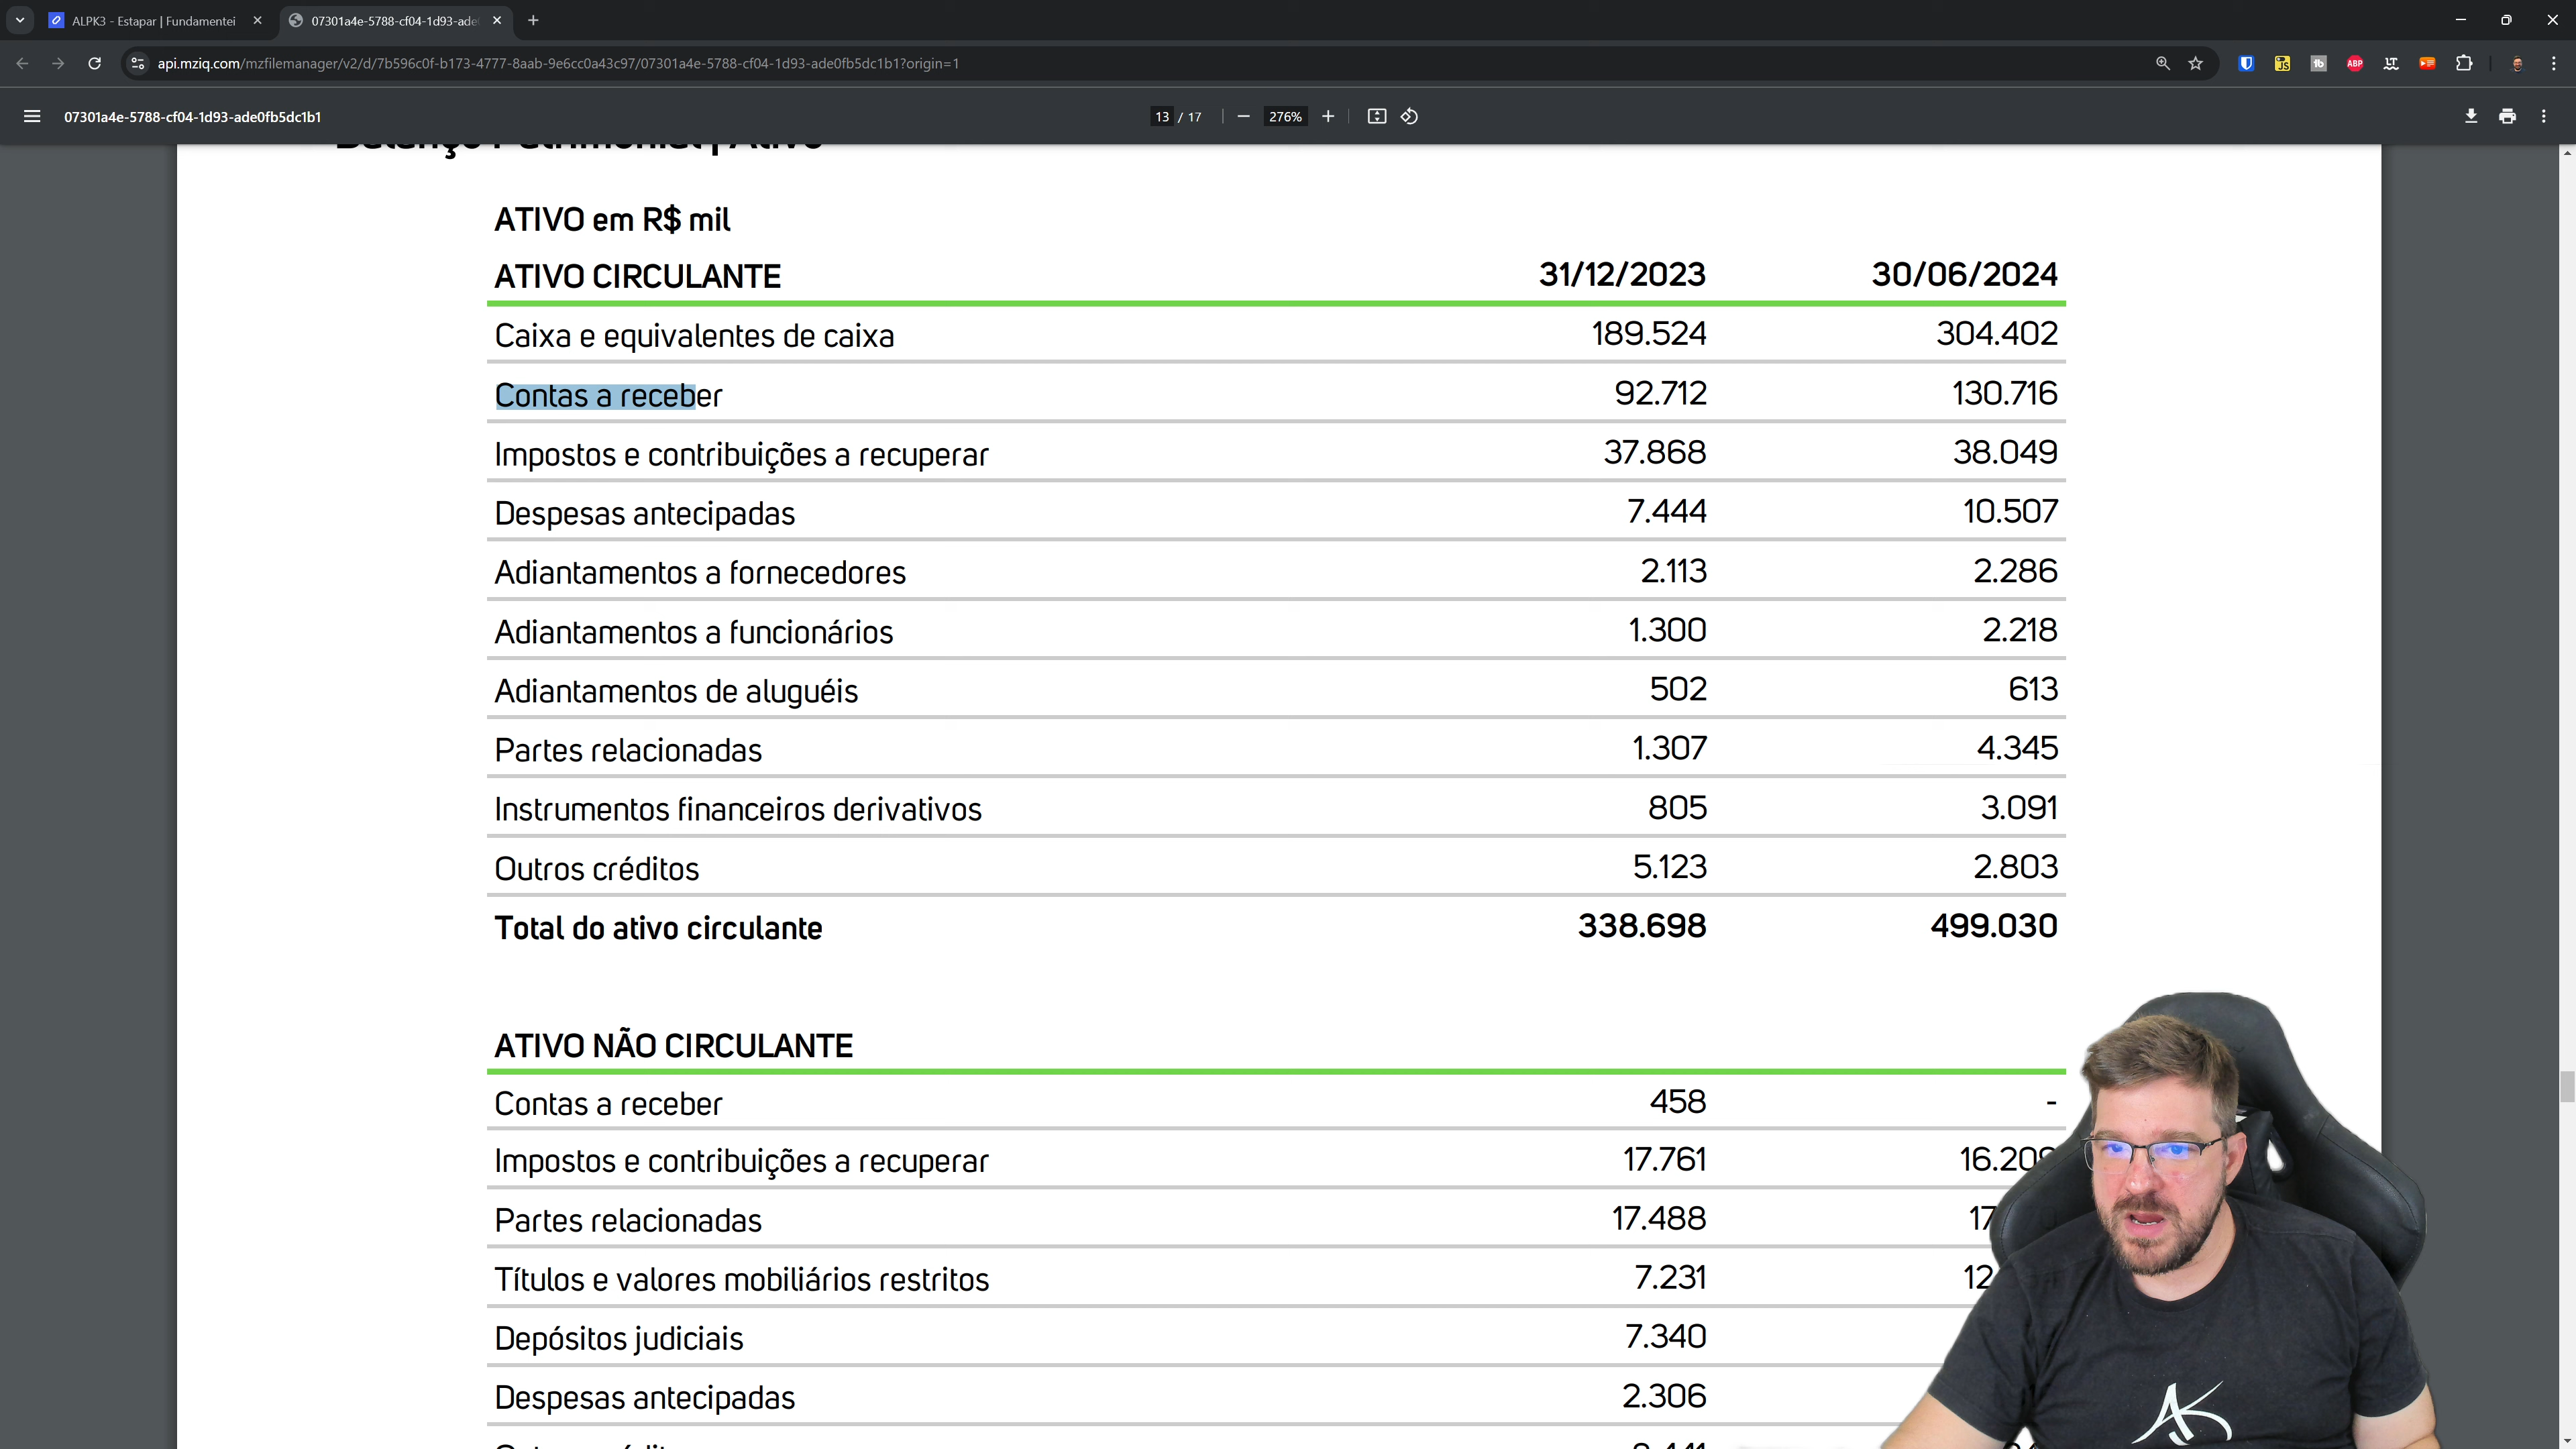 ALPK3 - Estapar | Fundamentei
07301a4e-5788-cf04-1d93-ade
api.mziq.com/mzfilemanager/v2/d/7b596c0f-b173-4777-8aab-9e6cc0a43c97/07301a4e-5788-cf04-1d93-ade0fb5dc1b1?origin=1
07301a4e-5788-cf04-1d93-ade0fb5dc1b1
13 / 17
276%
Balanço Patrimonial | Ativo
ATIVO em R$ mil
ATIVO CIRCULANTE 31/12/2023 30/06/2024
Caixa e equivalentes de caixa 189.524 304.402
Contas a receber 92.712 130.716
Impostos e contribuições a recuperar 37.868 38.049
Despesas antecipadas 7.444 10.507
Adiantamentos a fornecedores 2.113 2.286
Adiantamentos a funcionários 1.300 2.218
Adiantamentos de aluguéis 502 613
Partes relacionadas 1.307 4.345
Instrumentos financeiros derivativos 805 3.091
Outros créditos 5.123 2.803
Total do ativo circulante 338.698 499.030
ATIVO NÃO CIRCULANTE
Contas a receber 458 -
Impostos e contribuições a recuperar 17.761 16.20
Partes relacionadas 17.488 17
Títulos e valores mobiliários restritos 7.231 12
Depósitos judiciais 7.340
Despesas antecipadas 2.306